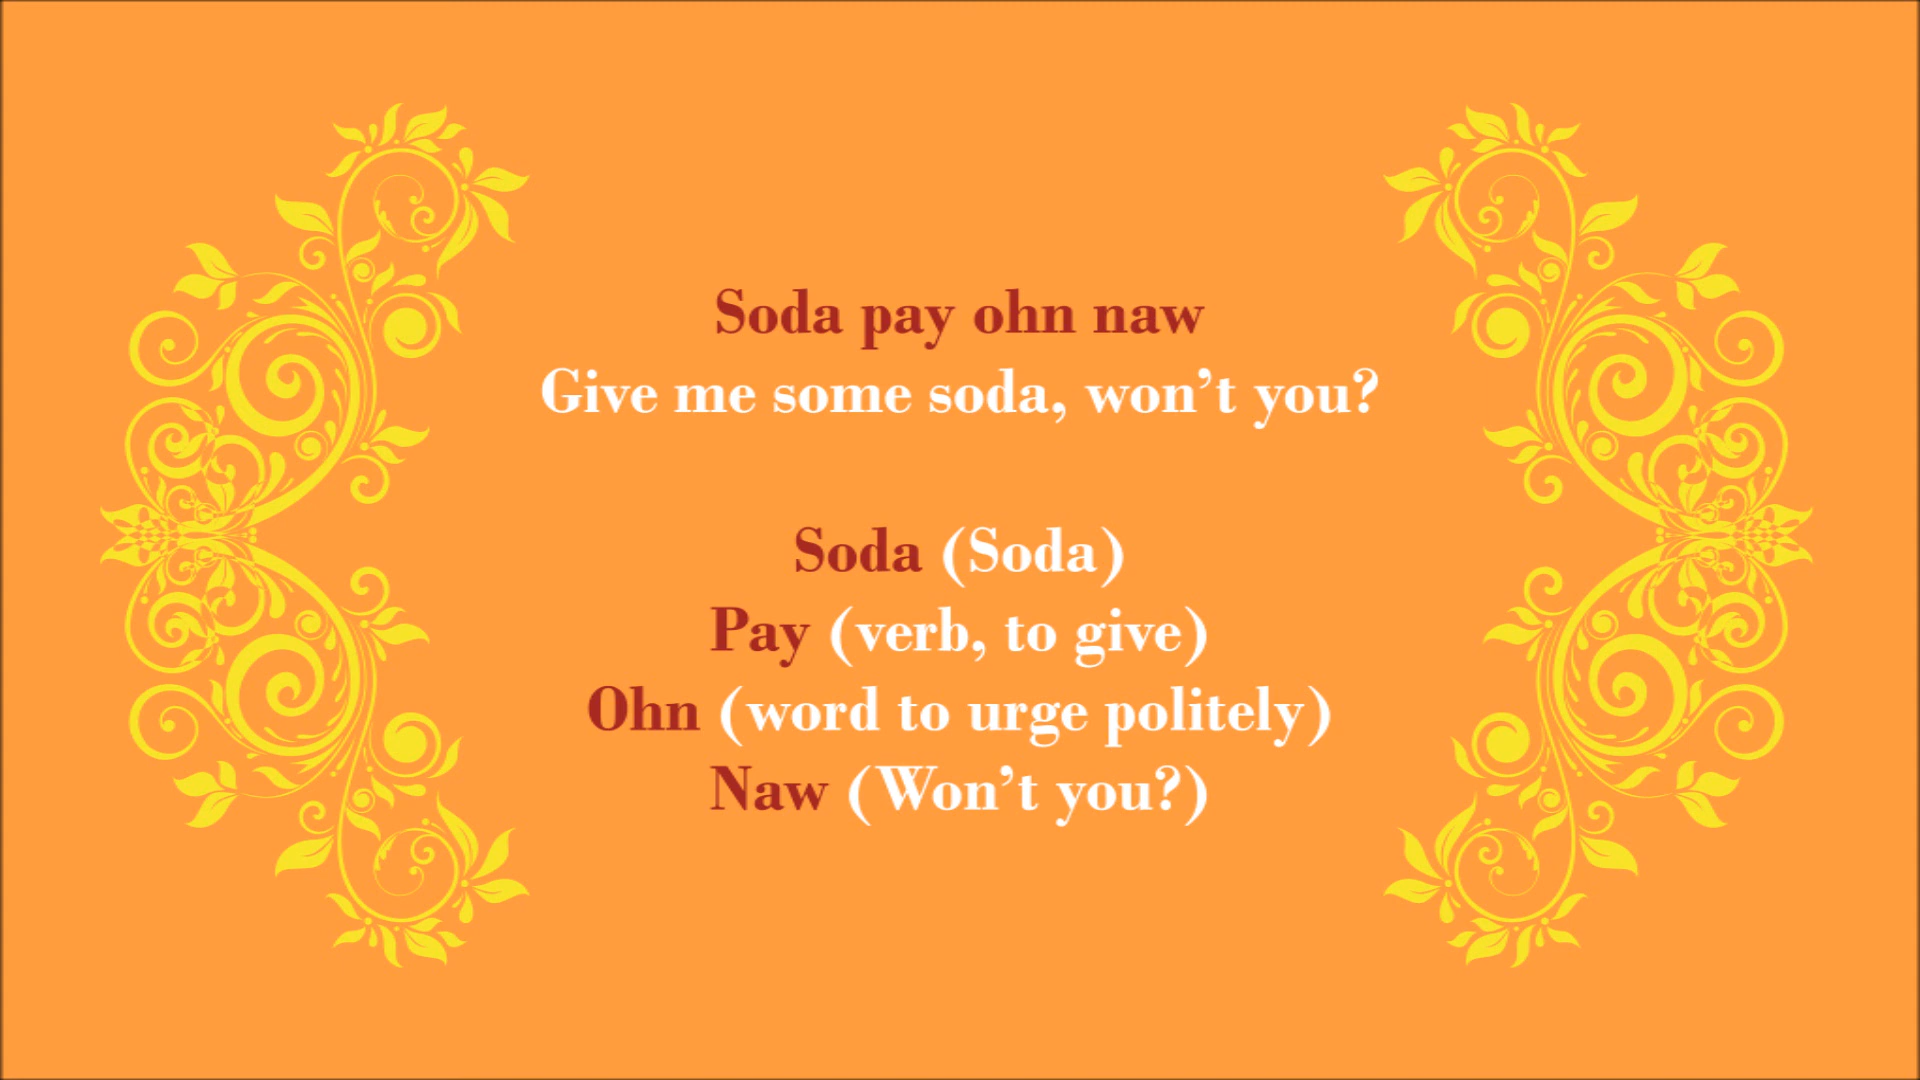 Soda pay ohn naw
Give me some soda, won’t you?
Soda (Soda)
Pay (verb, to give)
Ohn (word to urge politely)
Naw (Won’t you?)